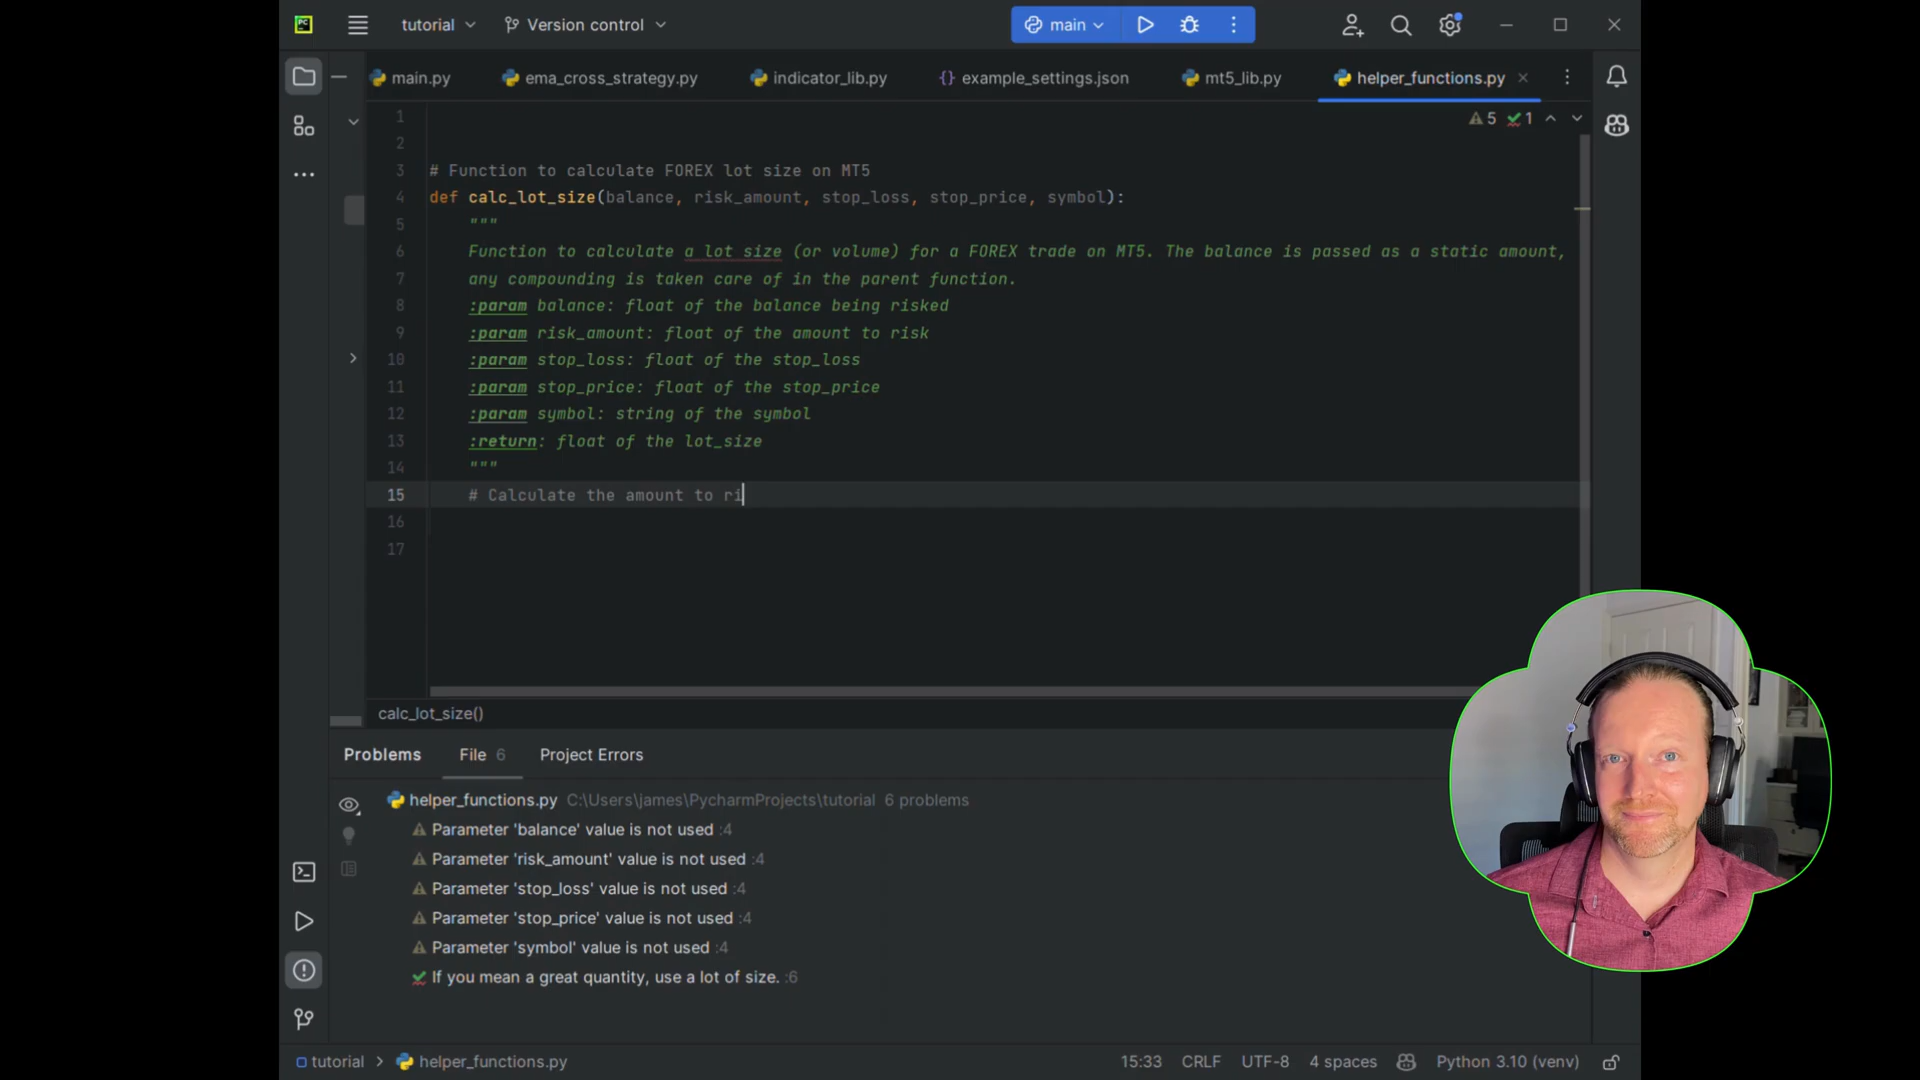 PC
tutorial
Version control
main
main.py
ema_cross_strategy.py
indicator_lib.py
{} example_settings.json
mt5_lib.py
helper_functions.py
5
1
1
2
3 # Function to calculate FOREX lot size on MT5
4 def calc_lot_size(balance, risk_amount, stop_loss, stop_price, symbol):
5 """
6 Function to calculate a lot size (or volume) for a FOREX trade on MT5. The balance is passed as a static amount,
7 any compounding is taken care of in the parent function.
8 :param balance: float of the balance being risked
9 :param risk_amount: float of the amount to risk
10 :param stop_loss: float of the stop_loss
11 :param stop_price: float of the stop_price
12 :param symbol: string of the symbol
13 :return: float of the lot_size
14 """
15 # Calculate the amount to ri
16
17
calc_lot_size()
Problems
File 6
Project Errors
helper_functions.py C:\Users\james\PycharmProjects\tutorial 6 problems
Parameter 'balance' value is not used :4
Parameter 'risk_amount' value is not used :4
Parameter 'stop_loss' value is not used :4
Parameter 'stop_price' value is not used :4
Parameter 'symbol' value is not used :4
If you mean a great quantity, use a lot of size. :6
tutorial > helper_functions.py
15:33
CRLF
UTF-8
4 spaces
Python 3.10 (venv)